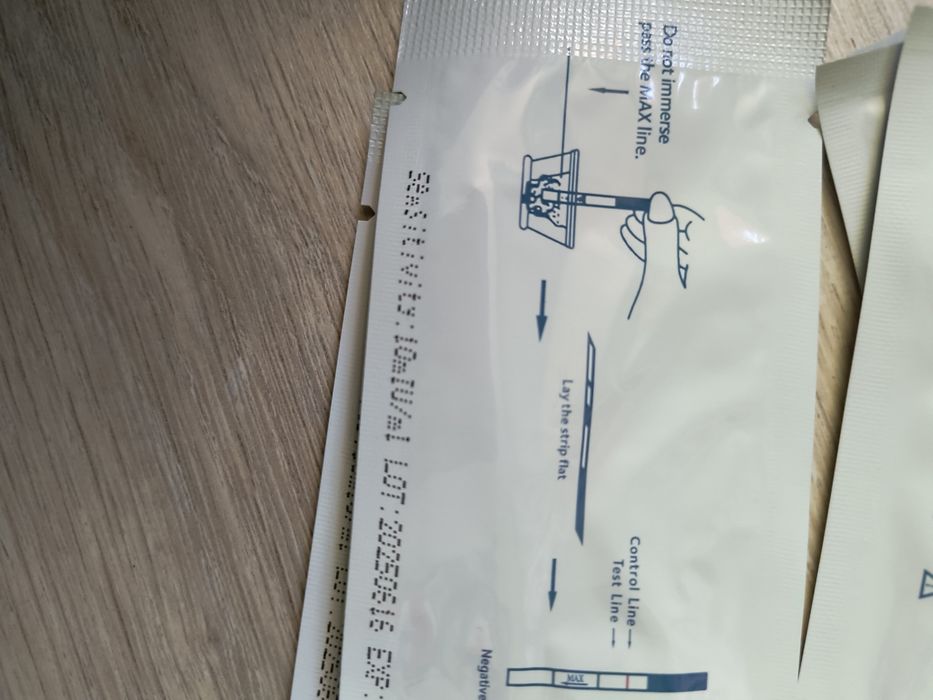 Do not immerse
pass the MAX line.
Lay the strip flat
Control Line
Test Line
MAX
Negative
Sensitivity:10mIU/ml LOT:20250616 EXP: